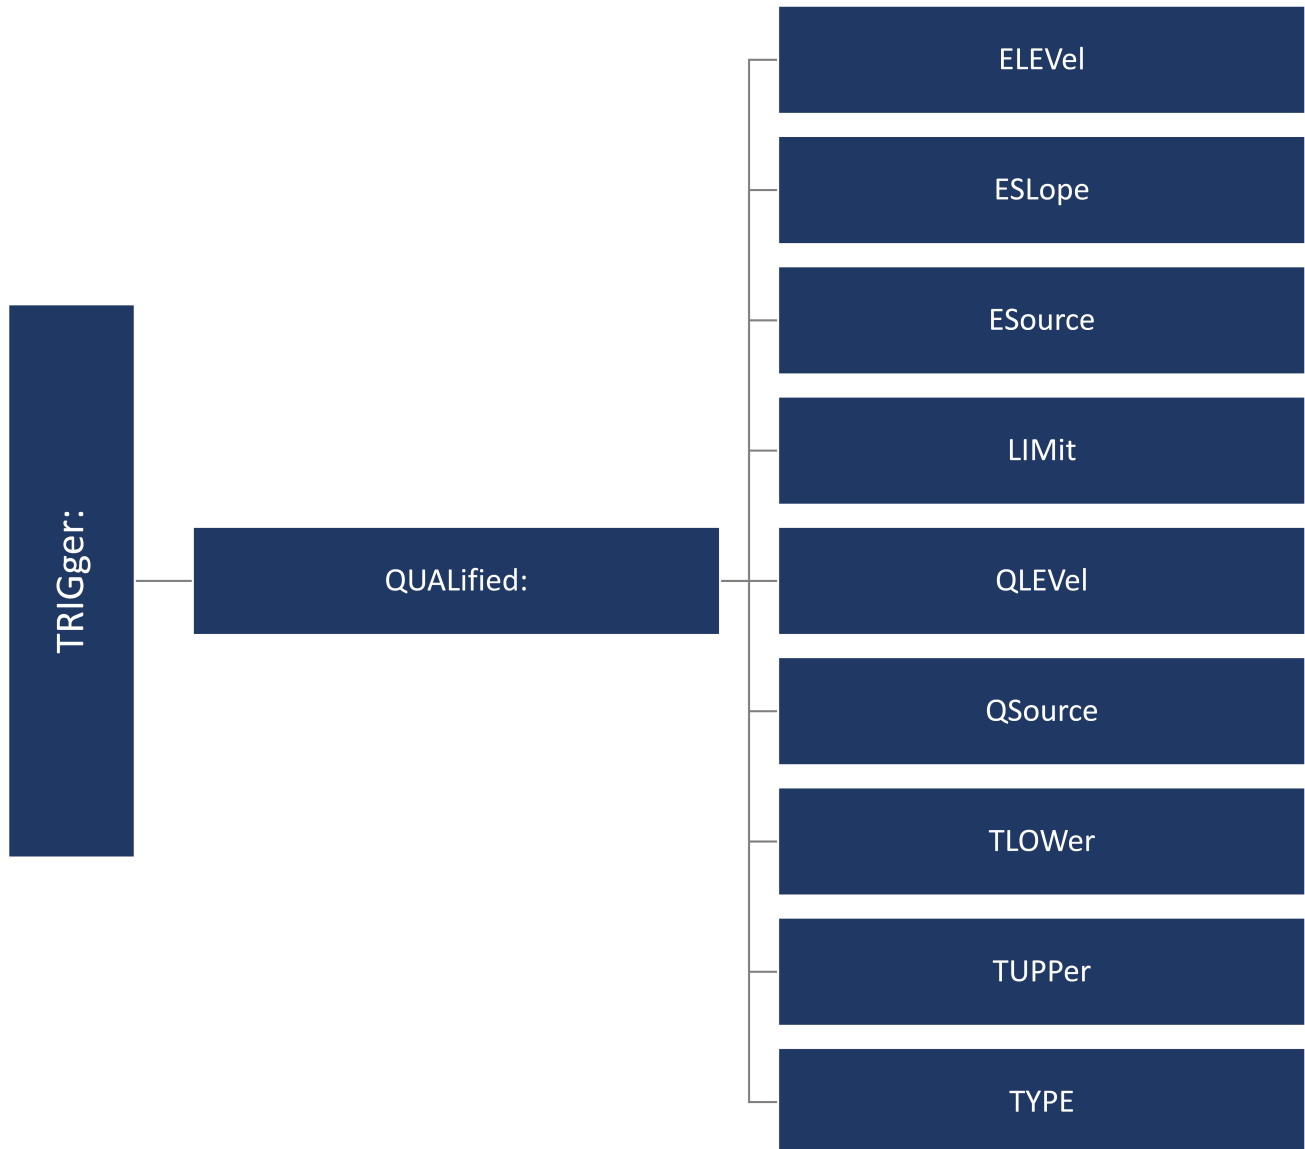 TRIGger:
QUALified:
ELEVel
ESLope
ESource
LIMit
QLEVel
QSource
TLOWer
TUPPer
TYPE